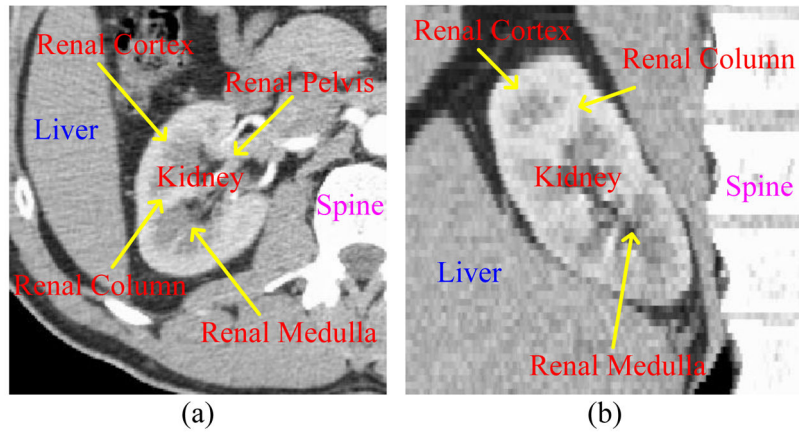 Renal Cortex
Renal Pelvis
Liver
Kidney
Spine
Renal Column
Renal Medulla
(a)
Renal Cortex
Renal Column
Kidney
Spine
Liver
Renal Medulla
(b)